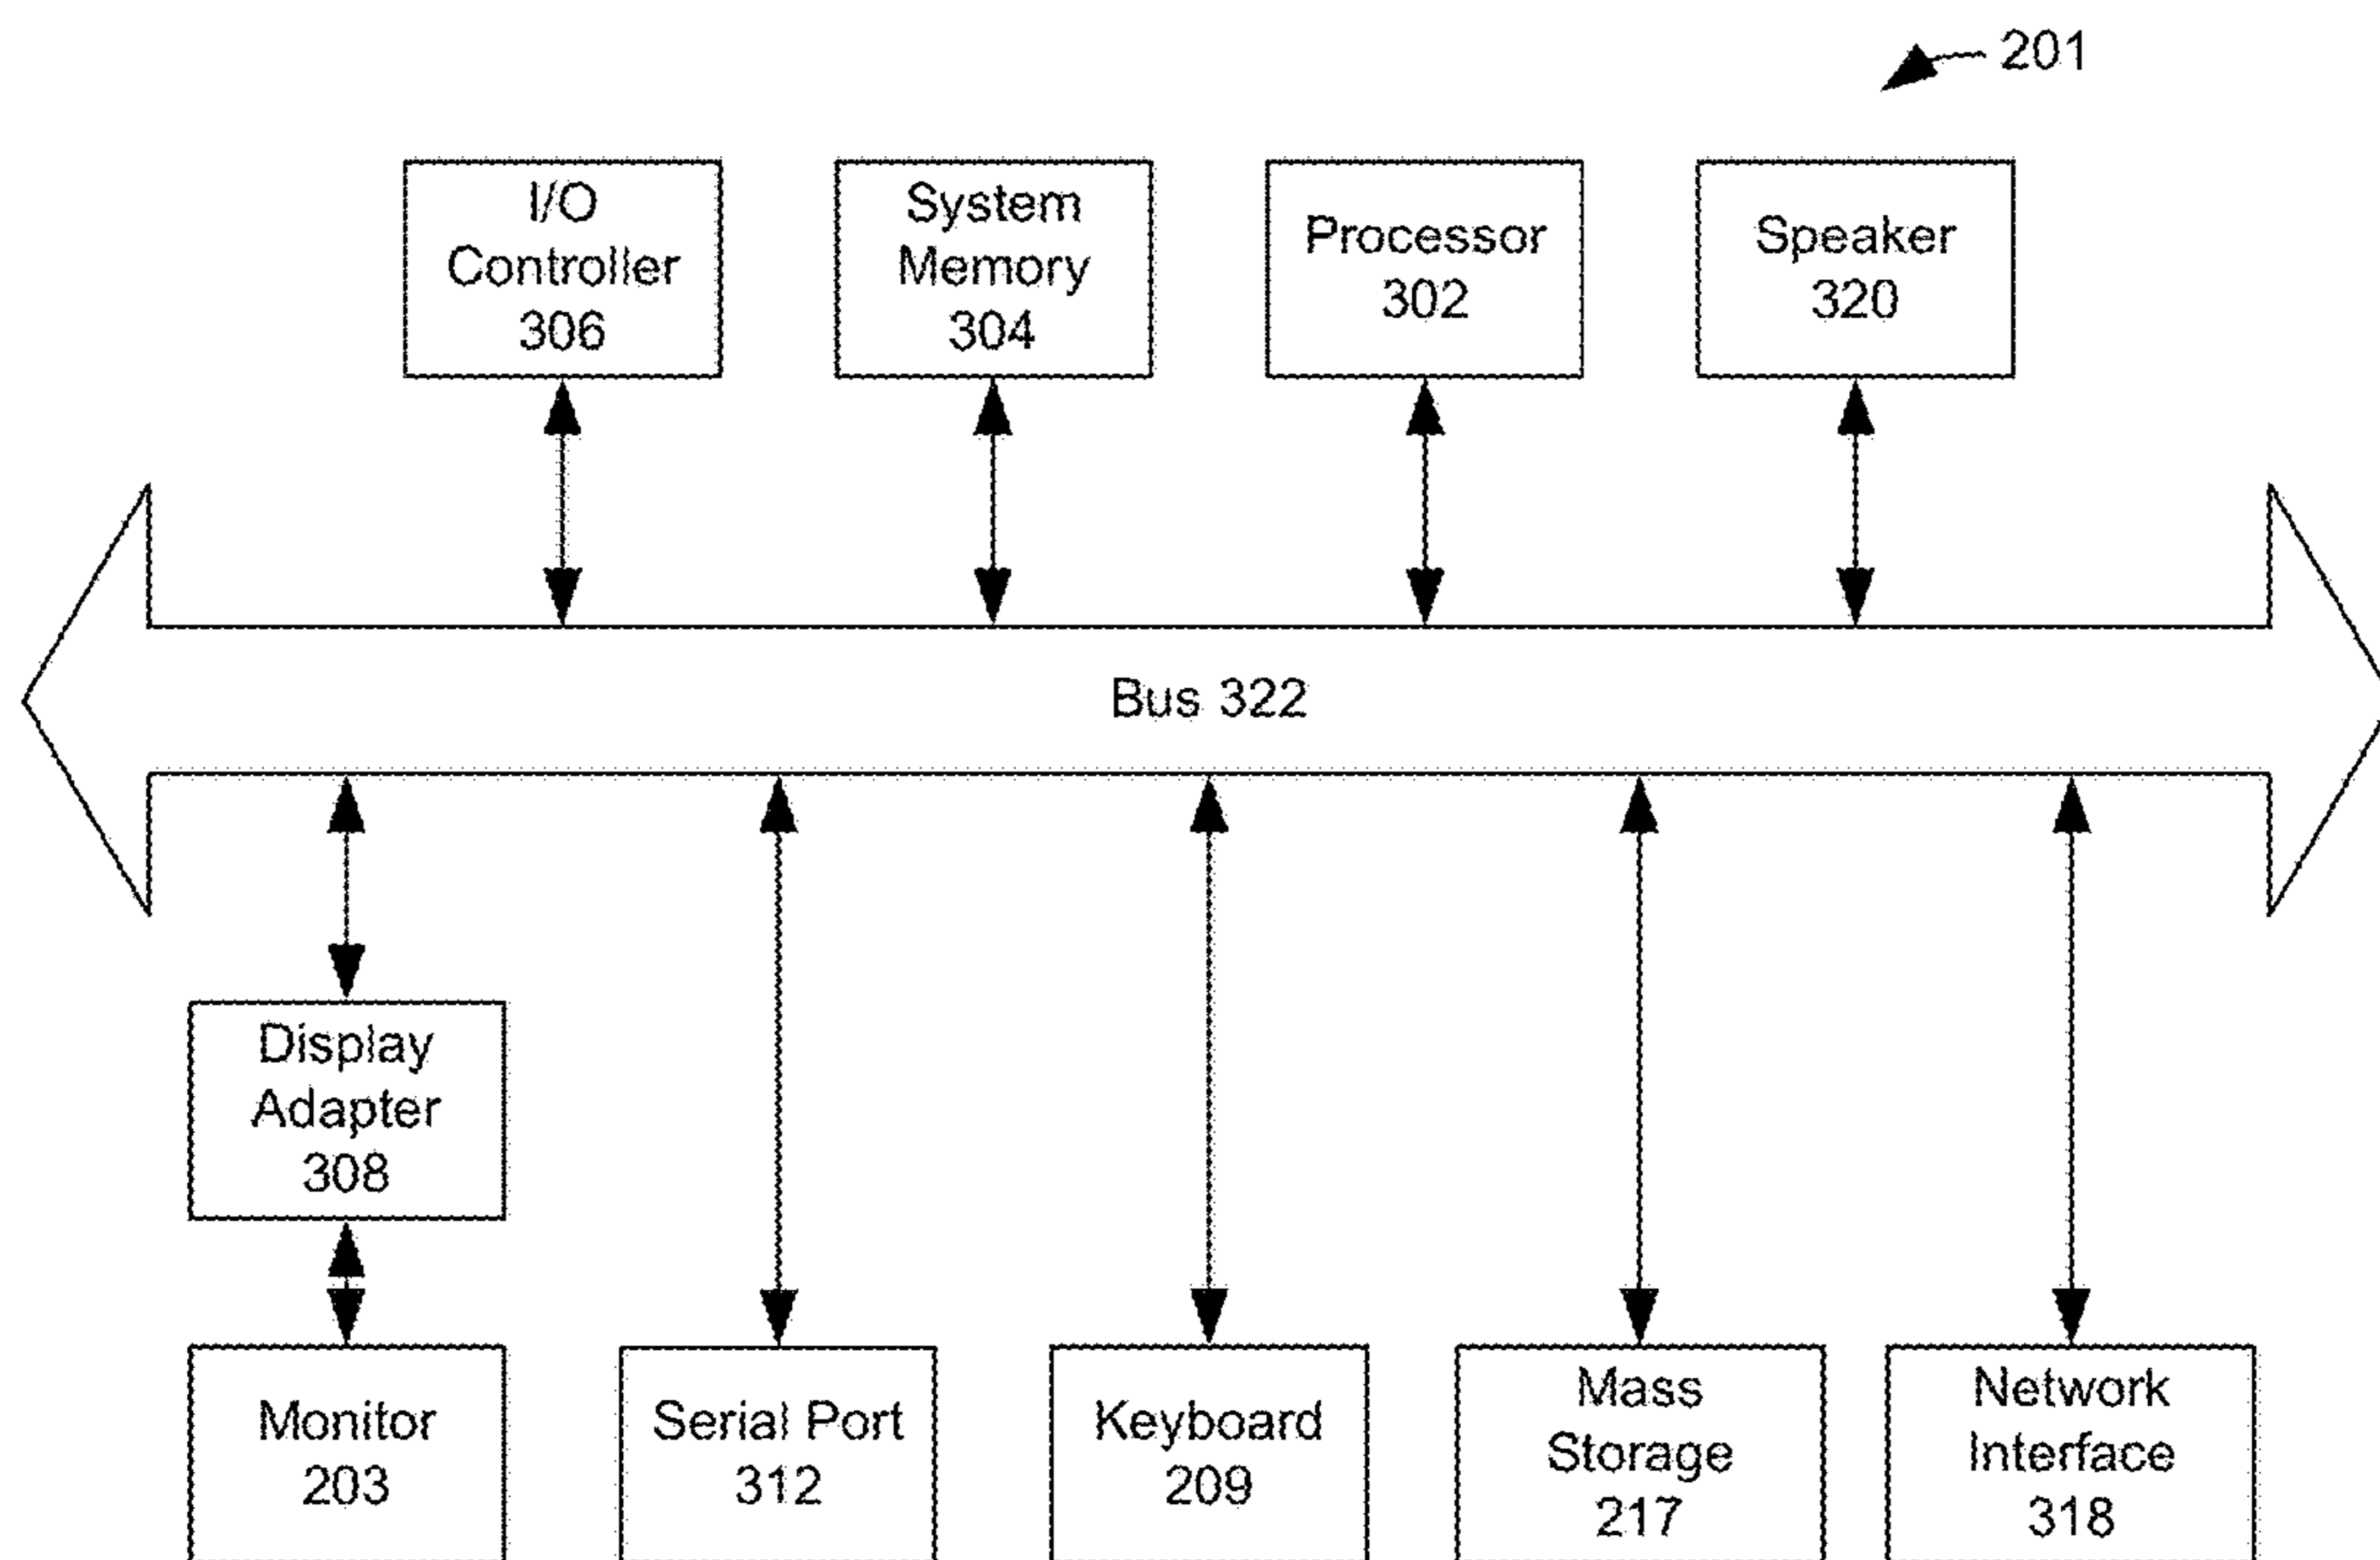 201
I/O
Controller
306
System
Memory
304
Processor
302
Speaker
320
Bus 322
Display
Adapter
308
Monitor
203
Serial Port
312
Keyboard
209
Mass
Storage
217
Network
Interface
318